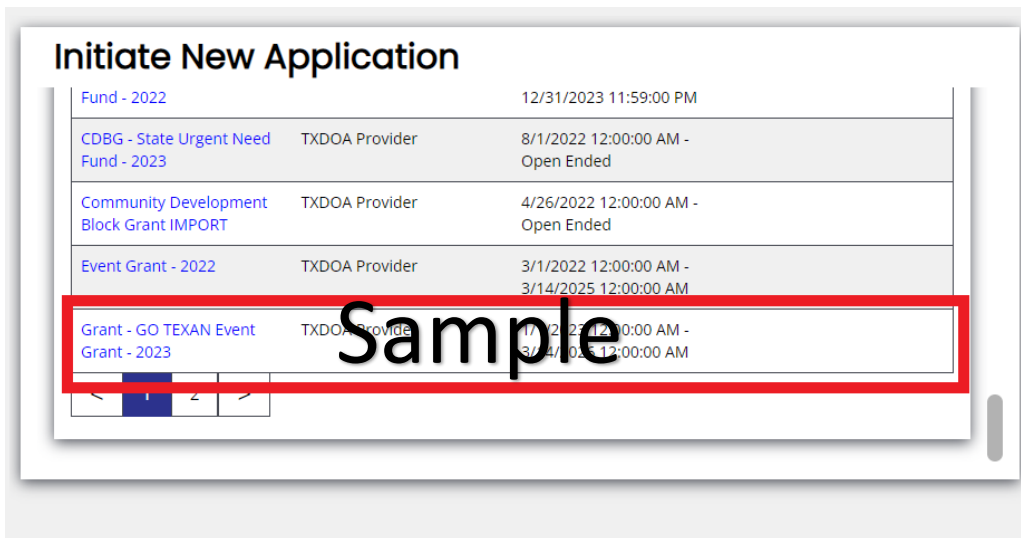 Initiate New Application
Fund - 2022 12/31/2023 11:59:00 PM
CDBG - State Urgent Need TXDOA Provider 8/1/2022 12:00:00 AM -
Fund - 2023 Open Ended
Community Development TXDOA Provider 4/26/2022 12:00:00 AM -
Block Grant IMPORT Open Ended
Event Grant - 2022 TXDOA Provider 3/1/2022 12:00:00 AM -
3/14/2025 12:00:00 AM
Sample
Grant - GO TEXAN Event TXDOA Provider 12:00:00 AM -
Grant - 2023 12:00:00 AM
< 1 2 >